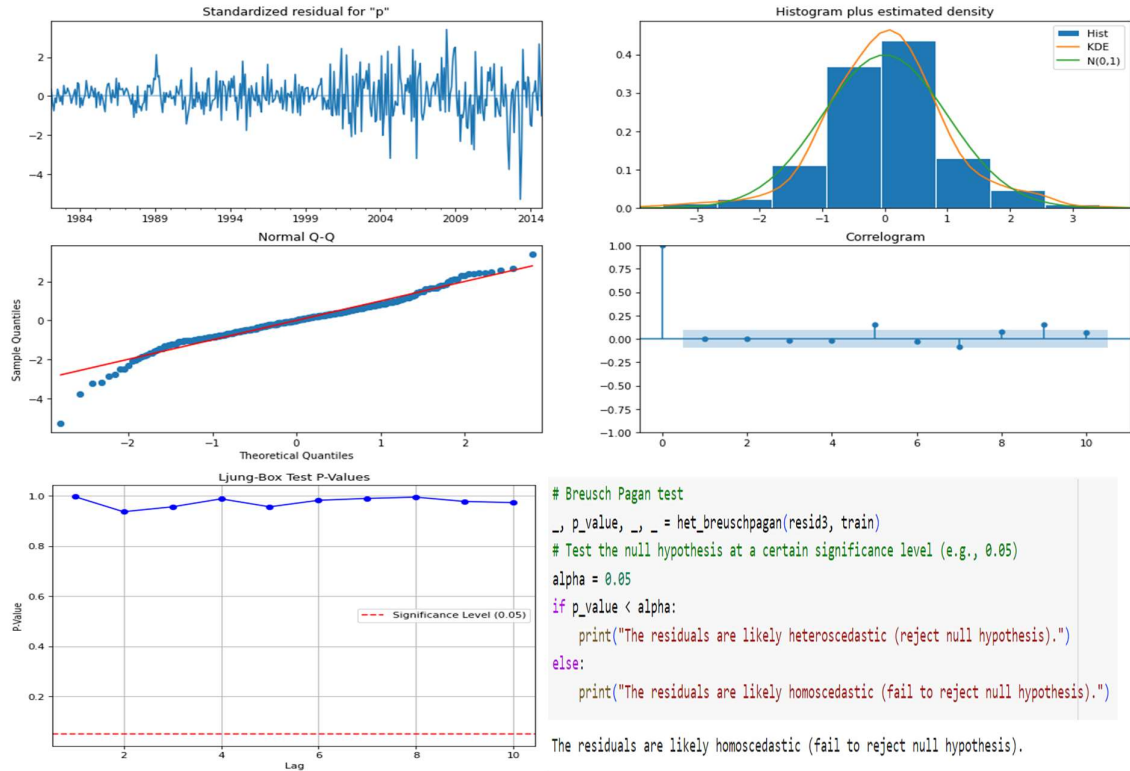 Standardized residual for "p"
2
0
−2
−4
1984 1989 1994 1999 2004 2009 2014
Histogram plus estimated density
Hist
KDE
N(0,1)
0.4
0.3
0.2
0.1
0.0
−3 −2 −1 0 1 2 3
Normal Q-Q
Sample Quantiles
2
0
−2
−4
−2 −1 0 1 2
Theoretical Quantiles
Correlogram
1.00
0.75
0.50
0.25
0.00
−0.25
−0.50
−0.75
−1.00
0 2 4 6 8 10
Ljung-Box Test P-Values
P-Value
1.0
0.8
0.6
0.4
0.2
Significance Level (0.05)
2 4 6 8 10
Lag
# Breusch Pagan test
_, p_value, _, _ = het_breuschpagan(resid3, train)
# Test the null hypothesis at a certain significance level (e.g., 0.05)
alpha = 0.05
if p_value < alpha:
    print("The residuals are likely heteroscedastic (reject null hypothesis).")
else:
    print("The residuals are likely homoscedastic (fail to reject null hypothesis).")
The residuals are likely homoscedastic (fail to reject null hypothesis).